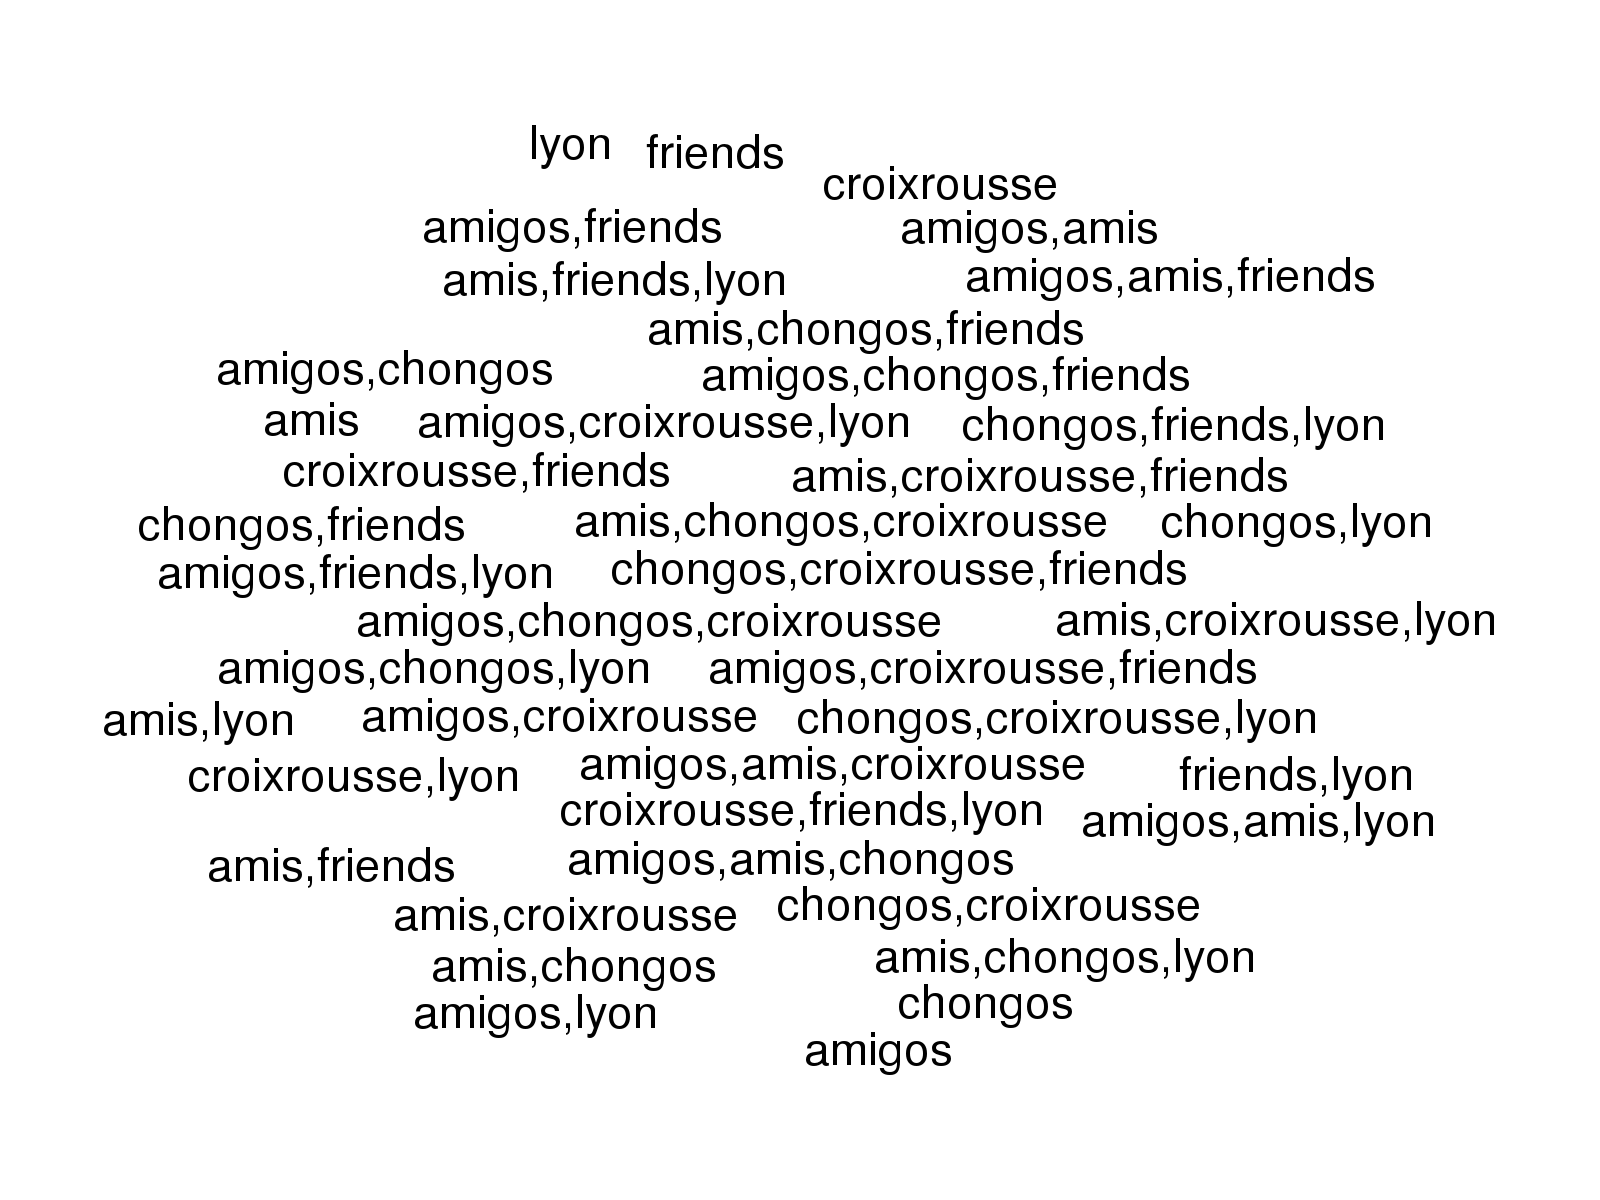 lyon friends
croixrousse
amigos,friends amigos,amis
amis,friends,lyon amigos,amis,friends
amis,chongos,friends
amigos,chongos amigos,chongos,friends
amis amigos,croixrousse,lyon chongos,friends,lyon
croixrousse,friends amis,croixrousse,friends
chongos,friends amis,chongos,croixrousse chongos,lyon
amigos,friends,lyon chongos,croixrousse,friends
amigos,chongos,croixrousse amis,croixrousse,lyon
amigos,chongos,lyon amigos,croixrousse,friends
amis,lyon amigos,croixrousse chongos,croixrousse,lyon
croixrousse,lyon amigos,amis,croixrousse friends,lyon
croixrousse,friends,lyon amigos,amis,lyon
amis,friends amigos,amis,chongos
amis,croixrousse chongos,croixrousse
amis,chongos amis,chongos,lyon
amigos,lyon chongos
amigos